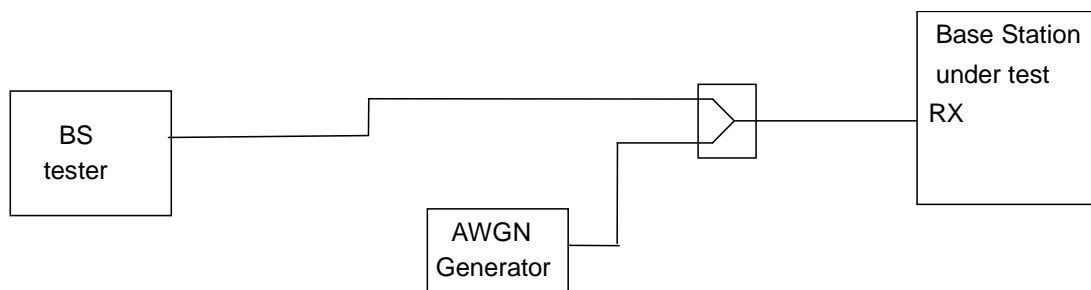 BS
tester
AWGN
Generator
Base Station
under test
RX